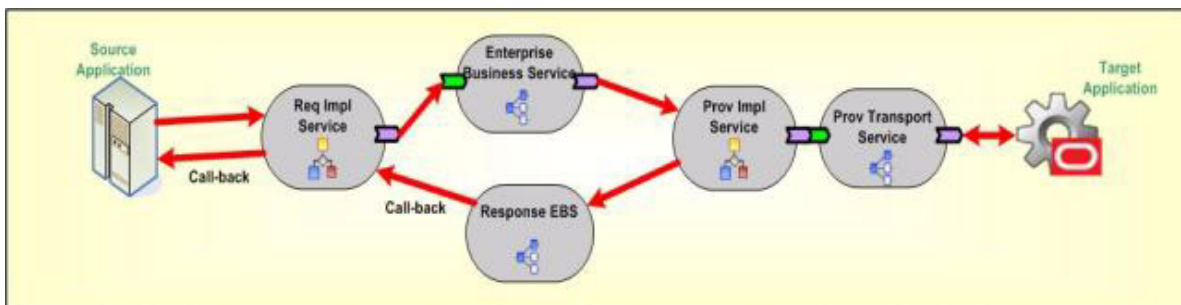 Source
Application
Req Impl
Service
Call-back
Enterprise
Business Service
Call-back
Response EBS
Prov Impl
Service
Prov Transport
Service
Target
Application